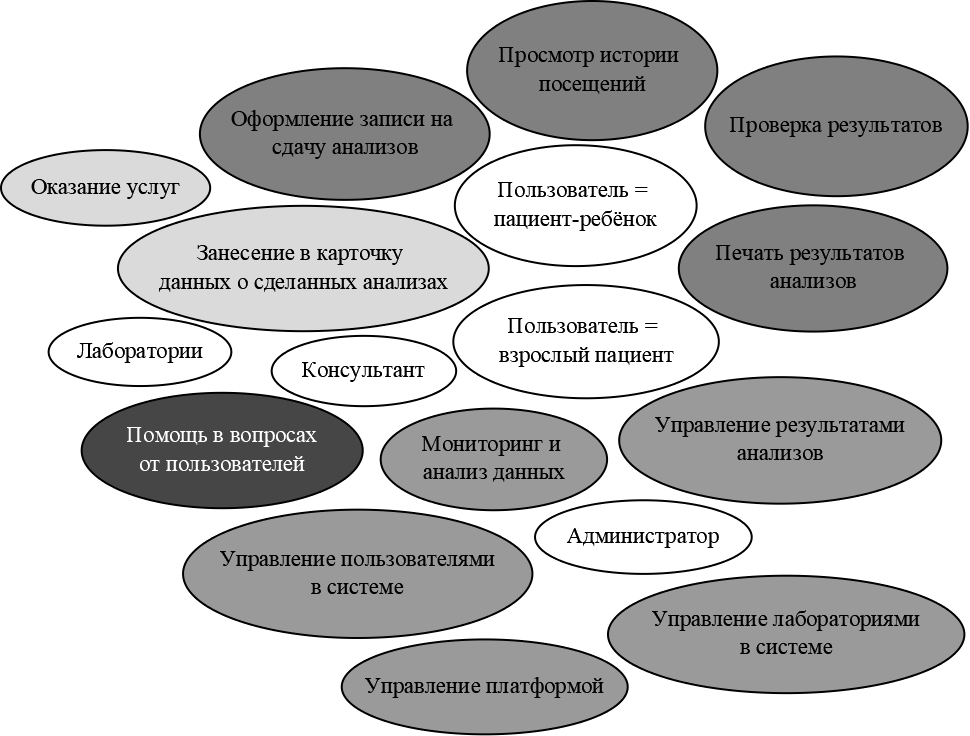 Просмотр истории
посещений
Оформление записи на
сдачу анализов
Проверка результатов
Оказание услуг
Пользователь =
пациент-ребёнок
Занесение в карточку
данных о сделанных анализах
Печать результатов
анализов
Лаборатории
Консультант
Пользователь =
взрослый пациент
Помощь в вопросах
от пользователей
Мониторинг и
анализ данных
Управление результатами
анализов
Администратор
Управление пользователями
в системе
Управление лабораториями
в системе
Управление платформой